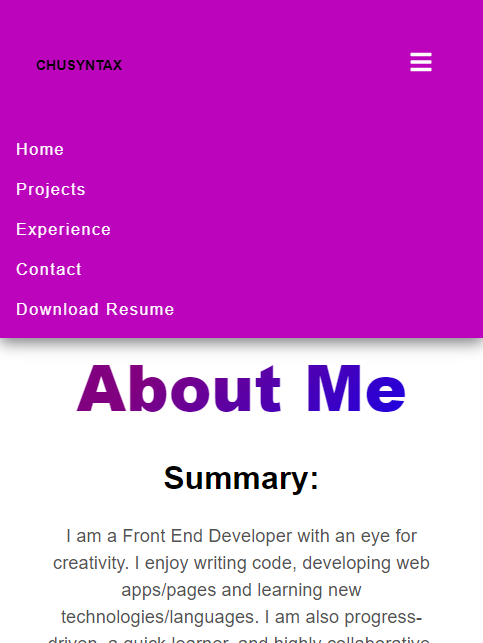 CHUSYNTAX
Home
Projects
Experience
Contact
Download Resume
About Me
Summary:
I am a Front End Developer with an eye for
creativity. I enjoy writing code, developing web
apps/pages and learning new
technologies/languages. I am also progress-
driven, a quick learner, and highly collaborative